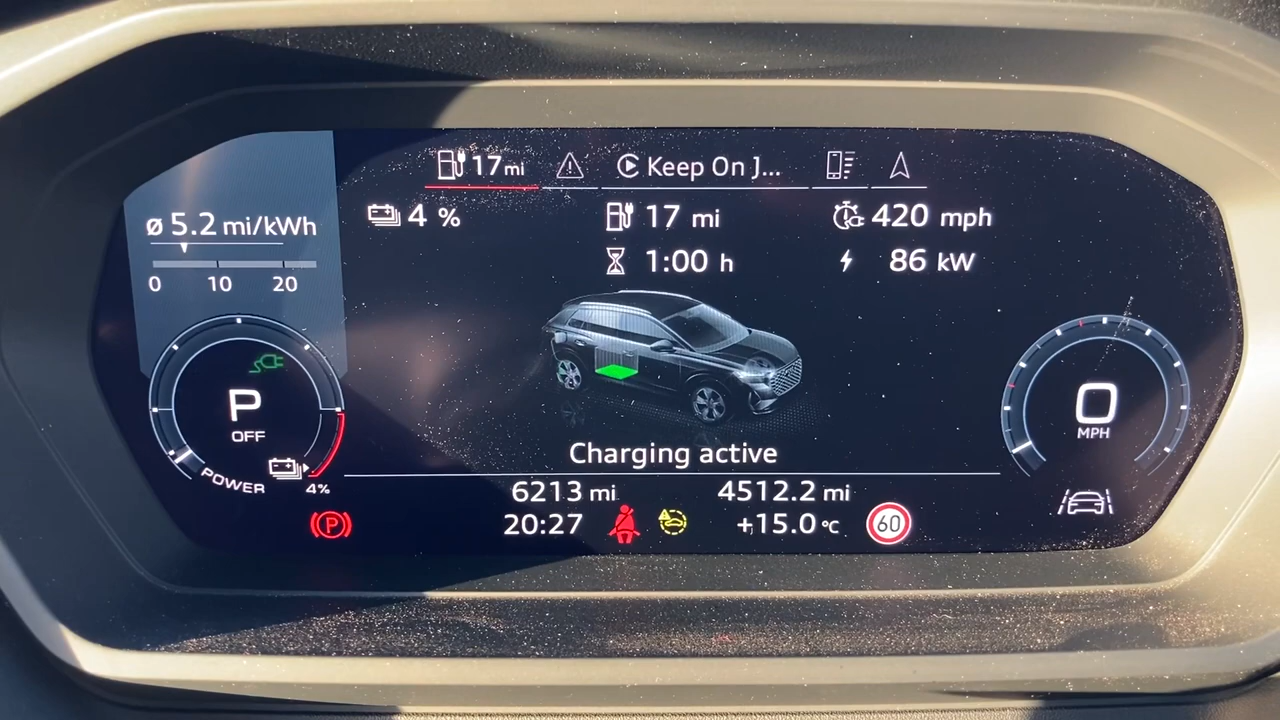 17 mi Keep On J...
4 % 17 mi 420 mph
1:00 h 86 kW
ø 5.2 mi/kWh
0 10 20
P
OFF
POWER
4%
0
MPH
Charging active
6213 mi 4512.2 mi
20:27 +15.0 °C 60
P